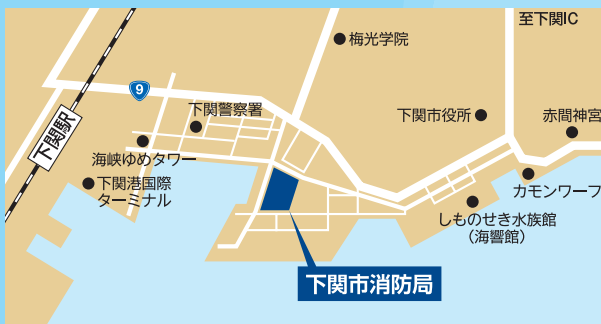 至下関IC
梅光学院
9
下関警察署
下関市役所
赤間神宮
下関駅
海峡ゆめタワー
下関港国際
ターミナル
カモンワーフ
しものせき水族館
（海響館）
下関市消防局